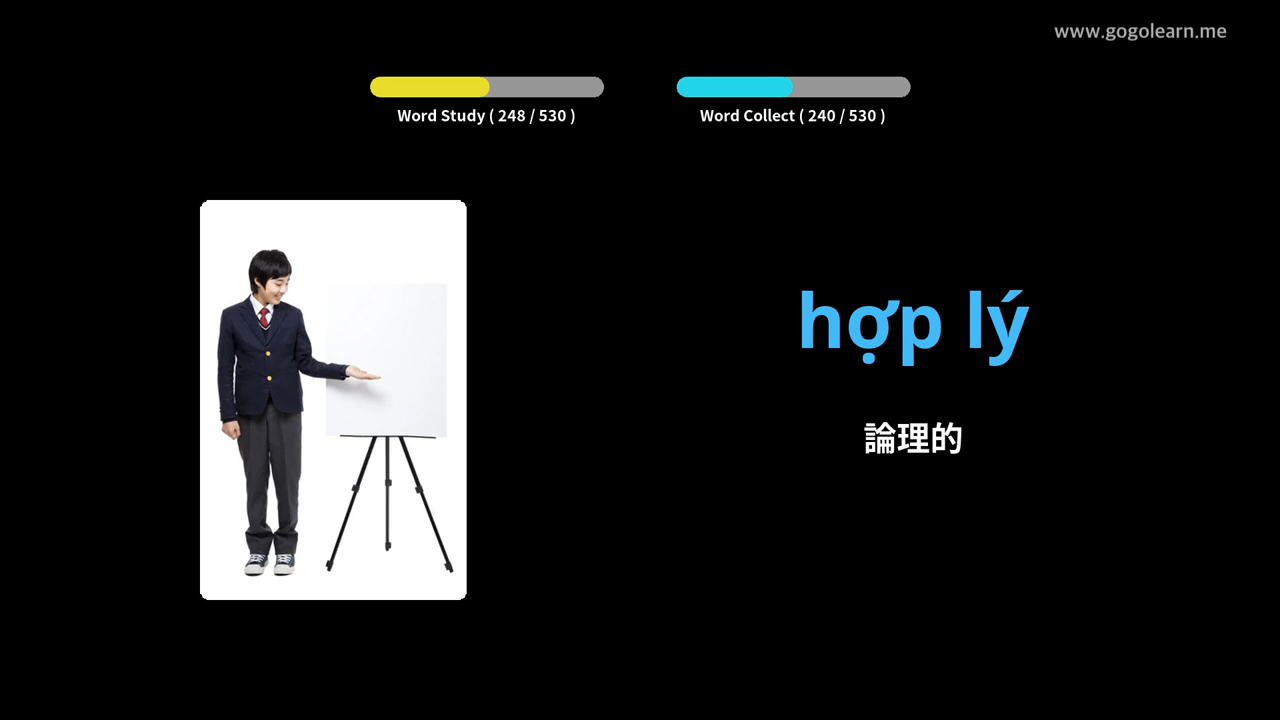 www.gogolearn.me
Word Study ( 248 / 530 )
Word Collect ( 240 / 530 )
hợp lý
論理的